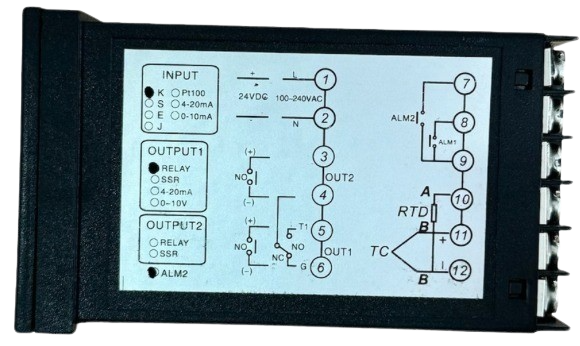 INPUT
K Pt100
S 4-20mA
E 0-10mA
J
OUTPUT1
RELAY
SSR
4-20mA
0-10V
OUTPUT2
RELAY
SSR
ALM2
+ L 1
24VDC 100-240VAC
- N 2
(+) 3
NO OUT2
(-) 4
(+) T1 5
NO NO OUT1
NC
(-) G 6
7
ALM2 8
ALM1
9
A 10
RTD
B + 11
TC
B 12